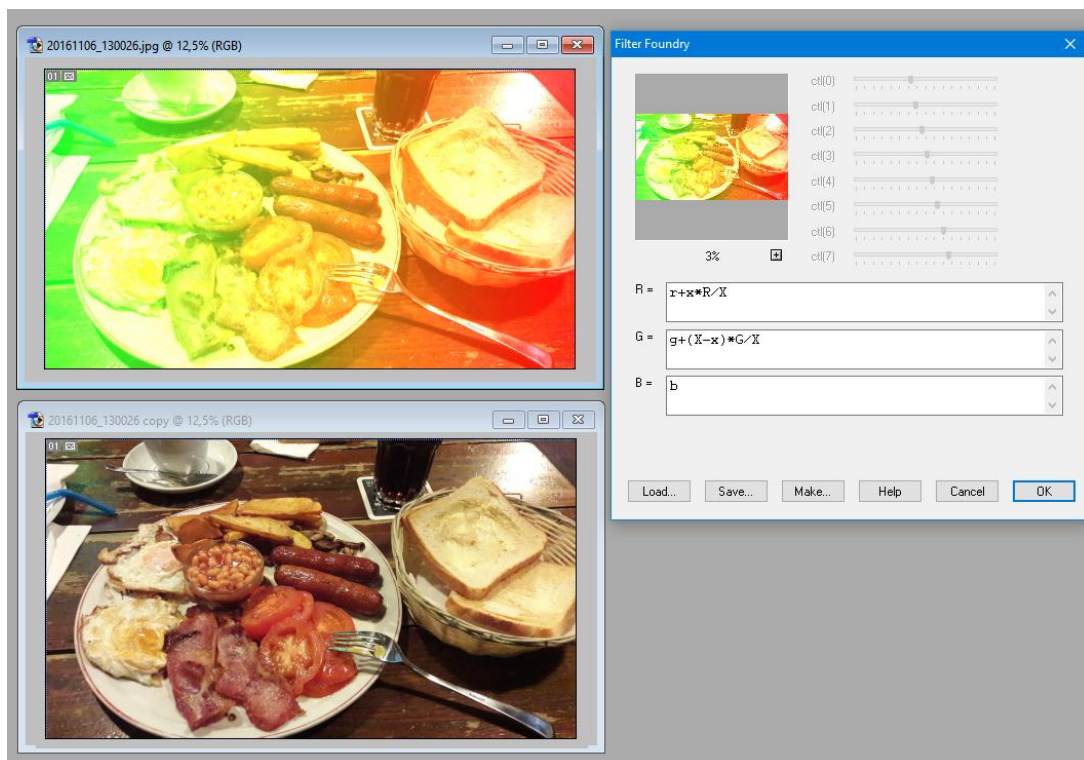 20161106_130026.jpg @ 12,5% (RGB)
01
20161106_130026 copy @ 12,5% (RGB)
01
Filter Foundry
ctl(0)
ctl(1)
ctl(2)
ctl(3)
ctl(4)
ctl(5)
ctl(6)
3% ctl(7)
R = r+x*R/X
G = g+(X-x)*G/X
B = b
Load... Save... Make... Help Cancel OK